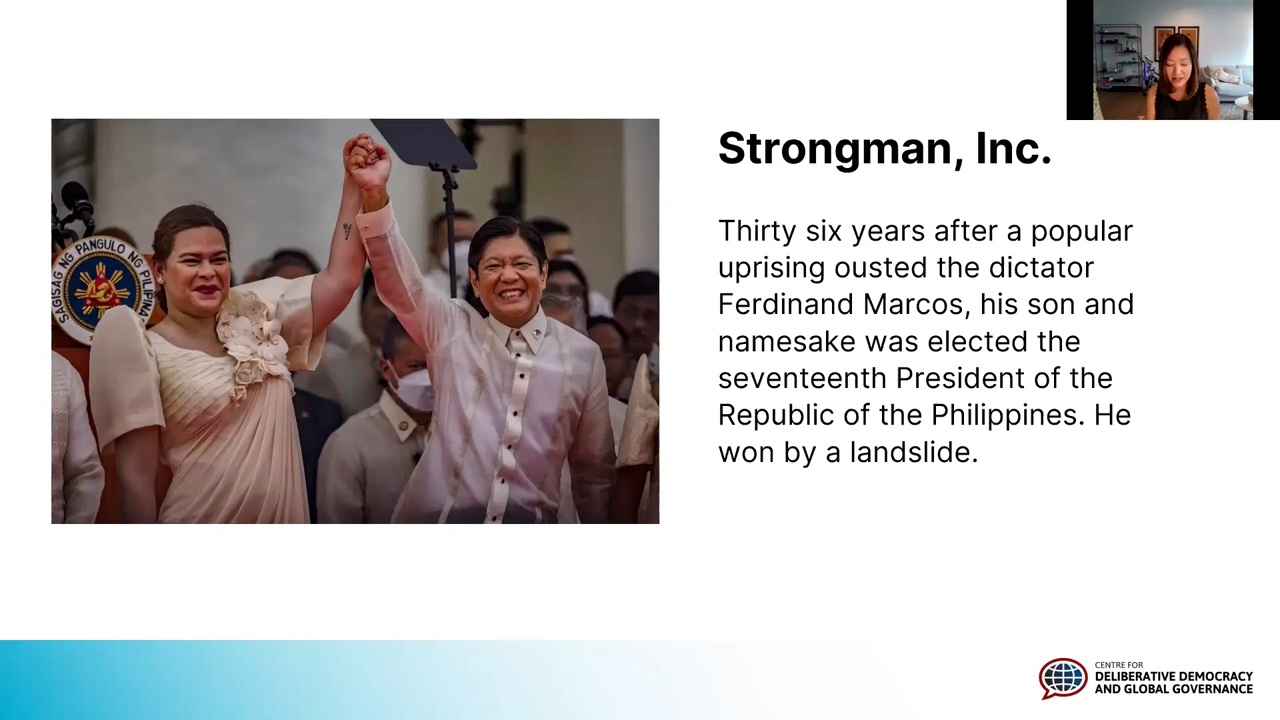 Strongman, Inc.
SAGISAG NG PANGULO NG PILIPINAS
Thirty six years after a popular
uprising ousted the dictator
Ferdinand Marcos, his son and
namesake was elected the
seventeenth President of the
Republic of the Philippines. He
won by a landslide.
CENTRE FOR
DELIBERATIVE DEMOCRACY
AND GLOBAL GOVERNANCE